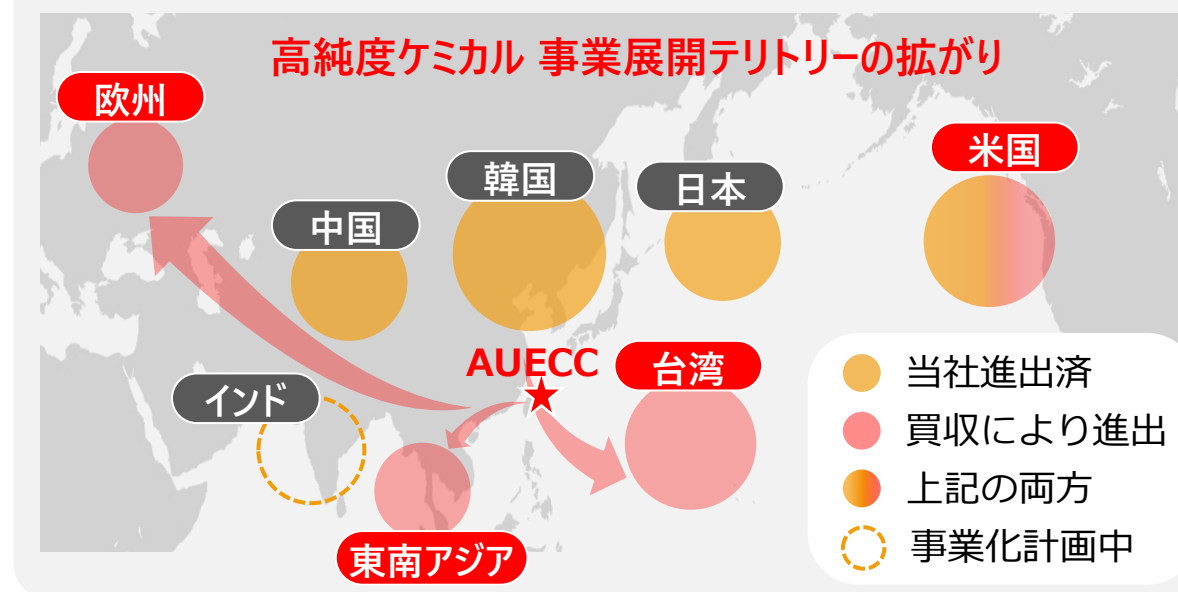 高純度ケミカル 事業展開テリトリーの拡がり
欧州
米国
韓国
日本
中国
AUECC
台湾
インド
東南アジア
当社進出済
買収により進出
上記の両方
事業化計画中